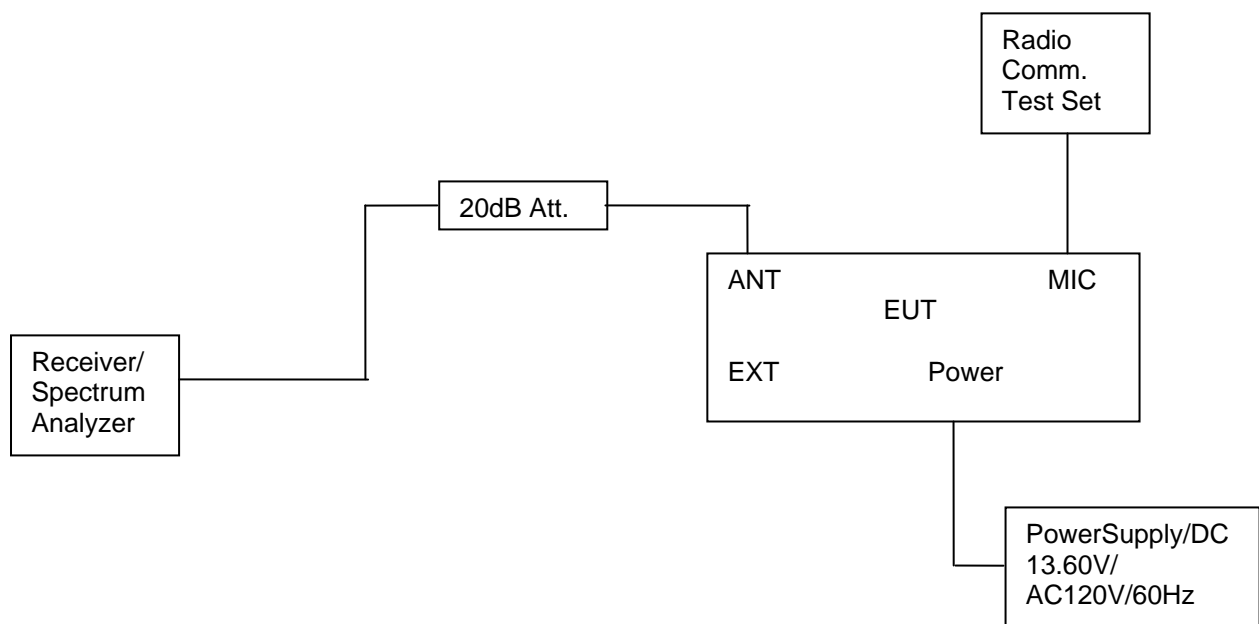 Radio
Comm.
Test Set
20dB Att.
ANT
MIC
EUT
Receiver/
Spectrum
Analyzer
EXT
Power
PowerSupply/DC
13.60V/
AC120V/60Hz